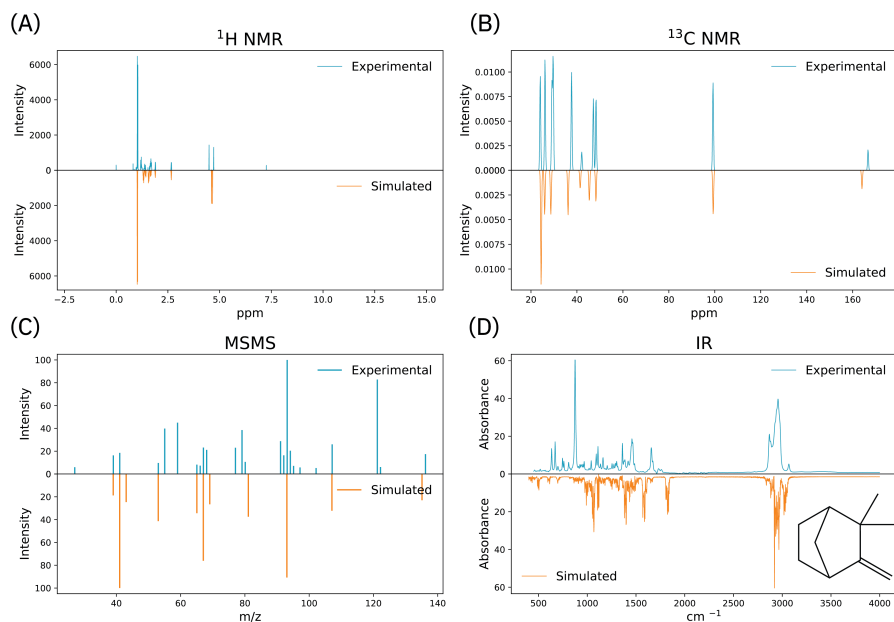 (A)
¹H NMR
Intensity
6000
4000
2000
0
2000
4000
6000
Intensity
Experimental
Simulated
−2.5 0.0 2.5 5.0 7.5 10.0 12.5 15.0
ppm
(B)
¹³C NMR
Intensity
0.0100
0.0075
0.0050
0.0025
0.0000
0.0025
0.0050
0.0075
0.0100
Intensity
Experimental
Simulated
20 40 60 80 100 120 140 160
ppm
(C)
MSMS
Intensity
100
80
60
40
20
0
20
40
60
80
100
Intensity
Experimental
Simulated
40 60 80 100 120 140
m/z
(D)
IR
Absorbance
60
40
20
0
20
40
60
Absorbance
Experimental
Simulated
500 1000 1500 2000 2500 3000 3500 4000
cm ⁻¹